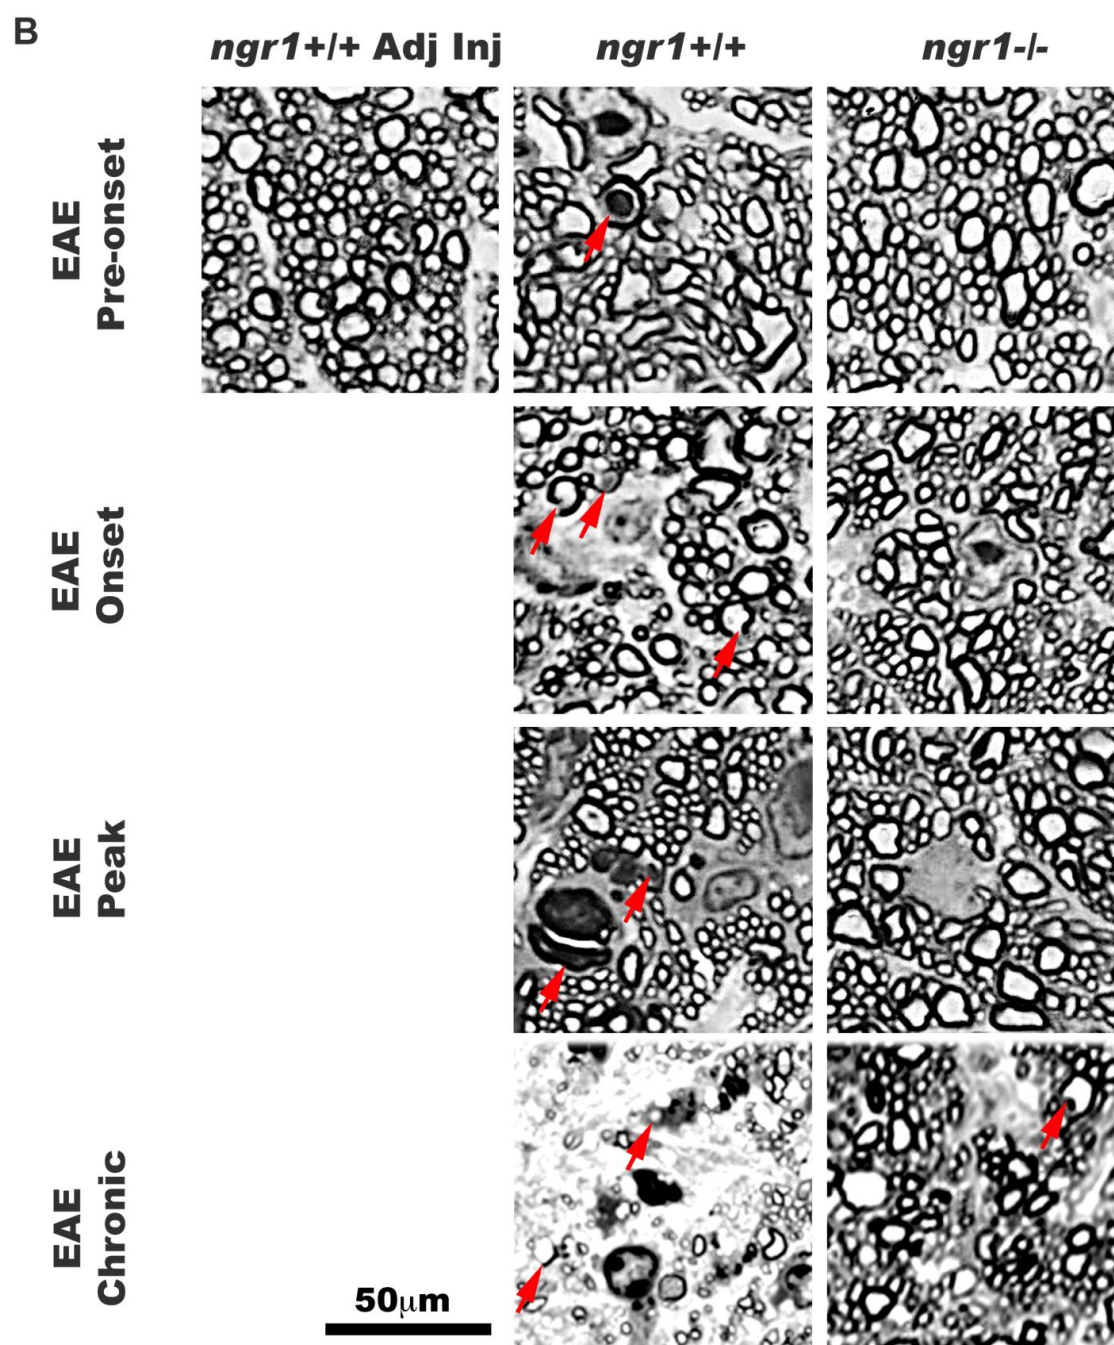 B
ngr1+/+ Adj Inj
ngr1+/+
ngr1-/-
EAE
Pre-onset
EAE
Onset
EAE
Peak
EAE
Chronic
50μm